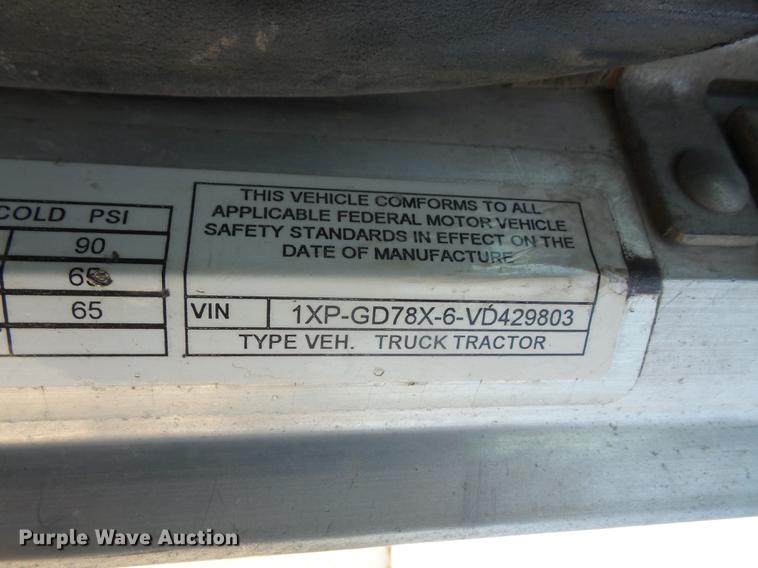 COLD PSI
90
65
65
THIS VEHICLE COMFORMS TO ALL
APPLICABLE FEDERAL MOTOR VEHICLE
SAFETY STANDARDS IN EFFECT ON THE
DATE OF MANUFACTURE
VIN 1XP-GD78X-6-VD429803
TYPE VEH. TRUCK TRACTOR
Purple Wave Auction